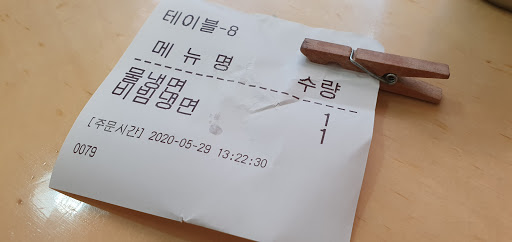 테이블-8
메 뉴 명 수량
물냉면 1
비빔냉면 1
[주문시간] 2020-05-29 13:22:30
0079